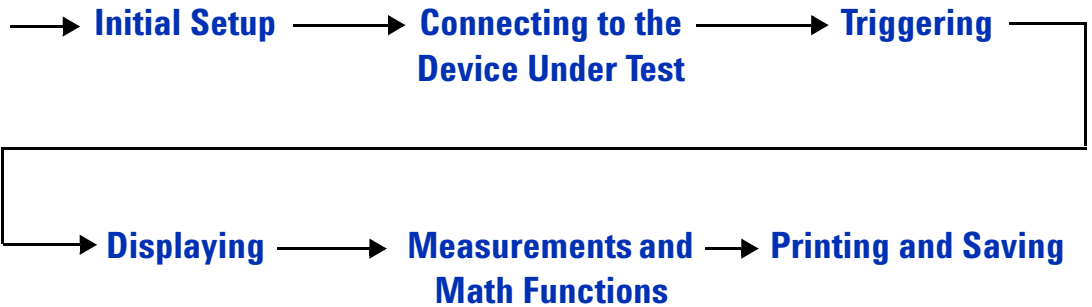 Initial Setup
Connecting to the
Device Under Test
Triggering
Displaying
Measurements and
Math Functions
Printing and Saving